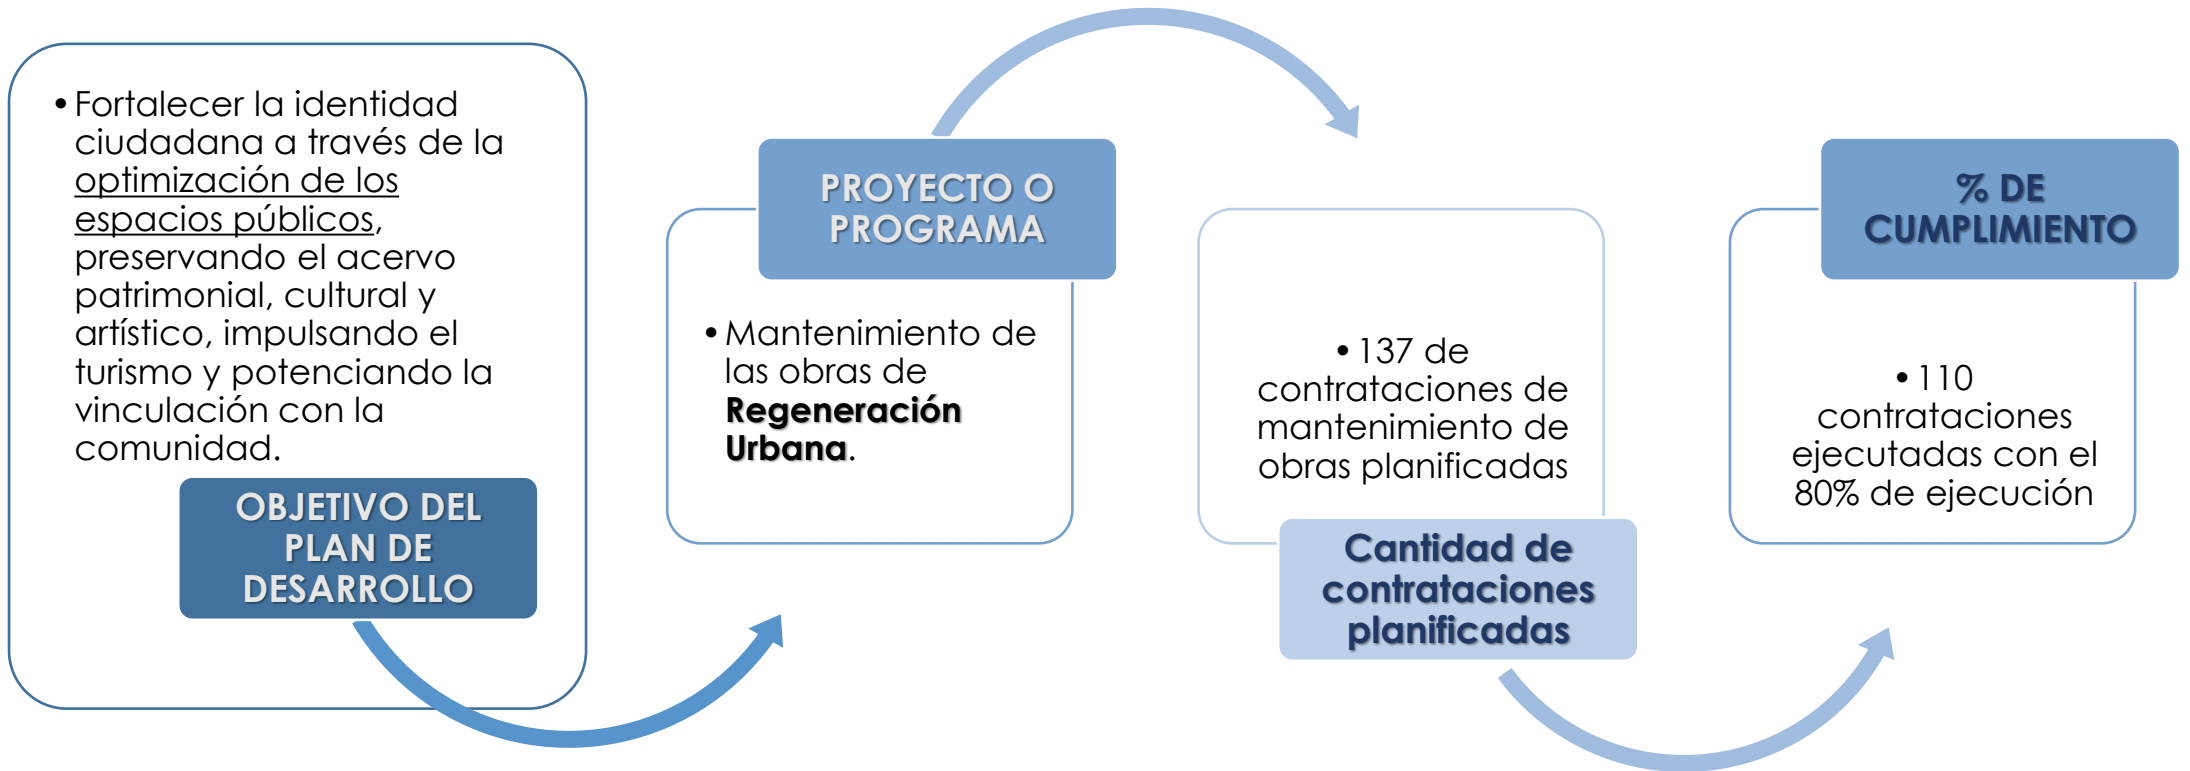 • Fortalecer la identidad
ciudadana a través de la
optimización de los
espacios públicos,
preservando el acervo
patrimonial, cultural y
artístico, impulsando el
turismo y potenciando la
vinculación con la
comunidad.
OBJETIVO DEL
PLAN DE
DESARROLLO
PROYECTO O
PROGRAMA
• Mantenimiento de
las obras de
Regeneración
Urbana.
• 137 de
contrataciones de
mantenimiento de
obras planificadas
Cantidad de
contrataciones
planificadas
% DE
CUMPLIMIENTO
• 110
contrataciones
ejecutadas con el
80% de ejecución